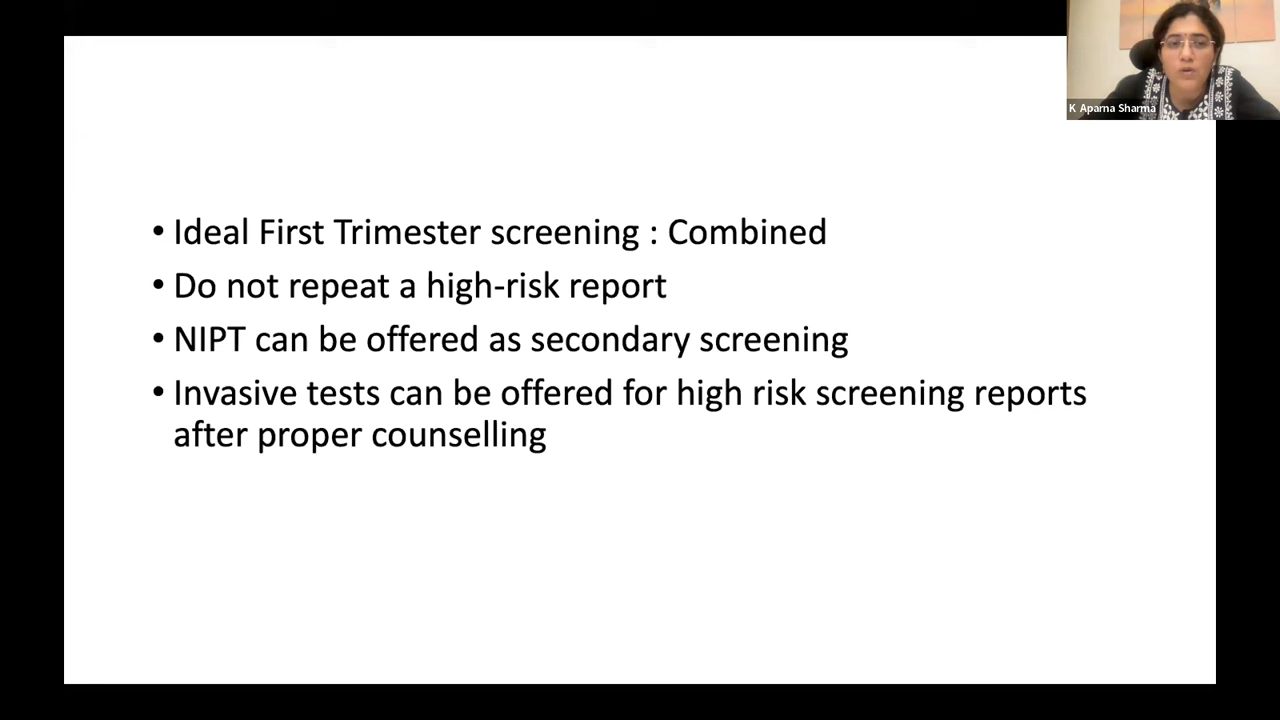 K Aparna Sharma
• Ideal First Trimester screening : Combined
• Do not repeat a high-risk report
• NIPT can be offered as secondary screening
• Invasive tests can be offered for high risk screening reports
after proper counselling